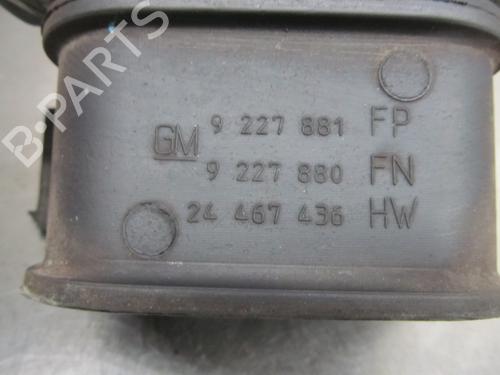 B-PARTS
GM 9 227 881 FP
9 227 880 FN
24 467 436 HW